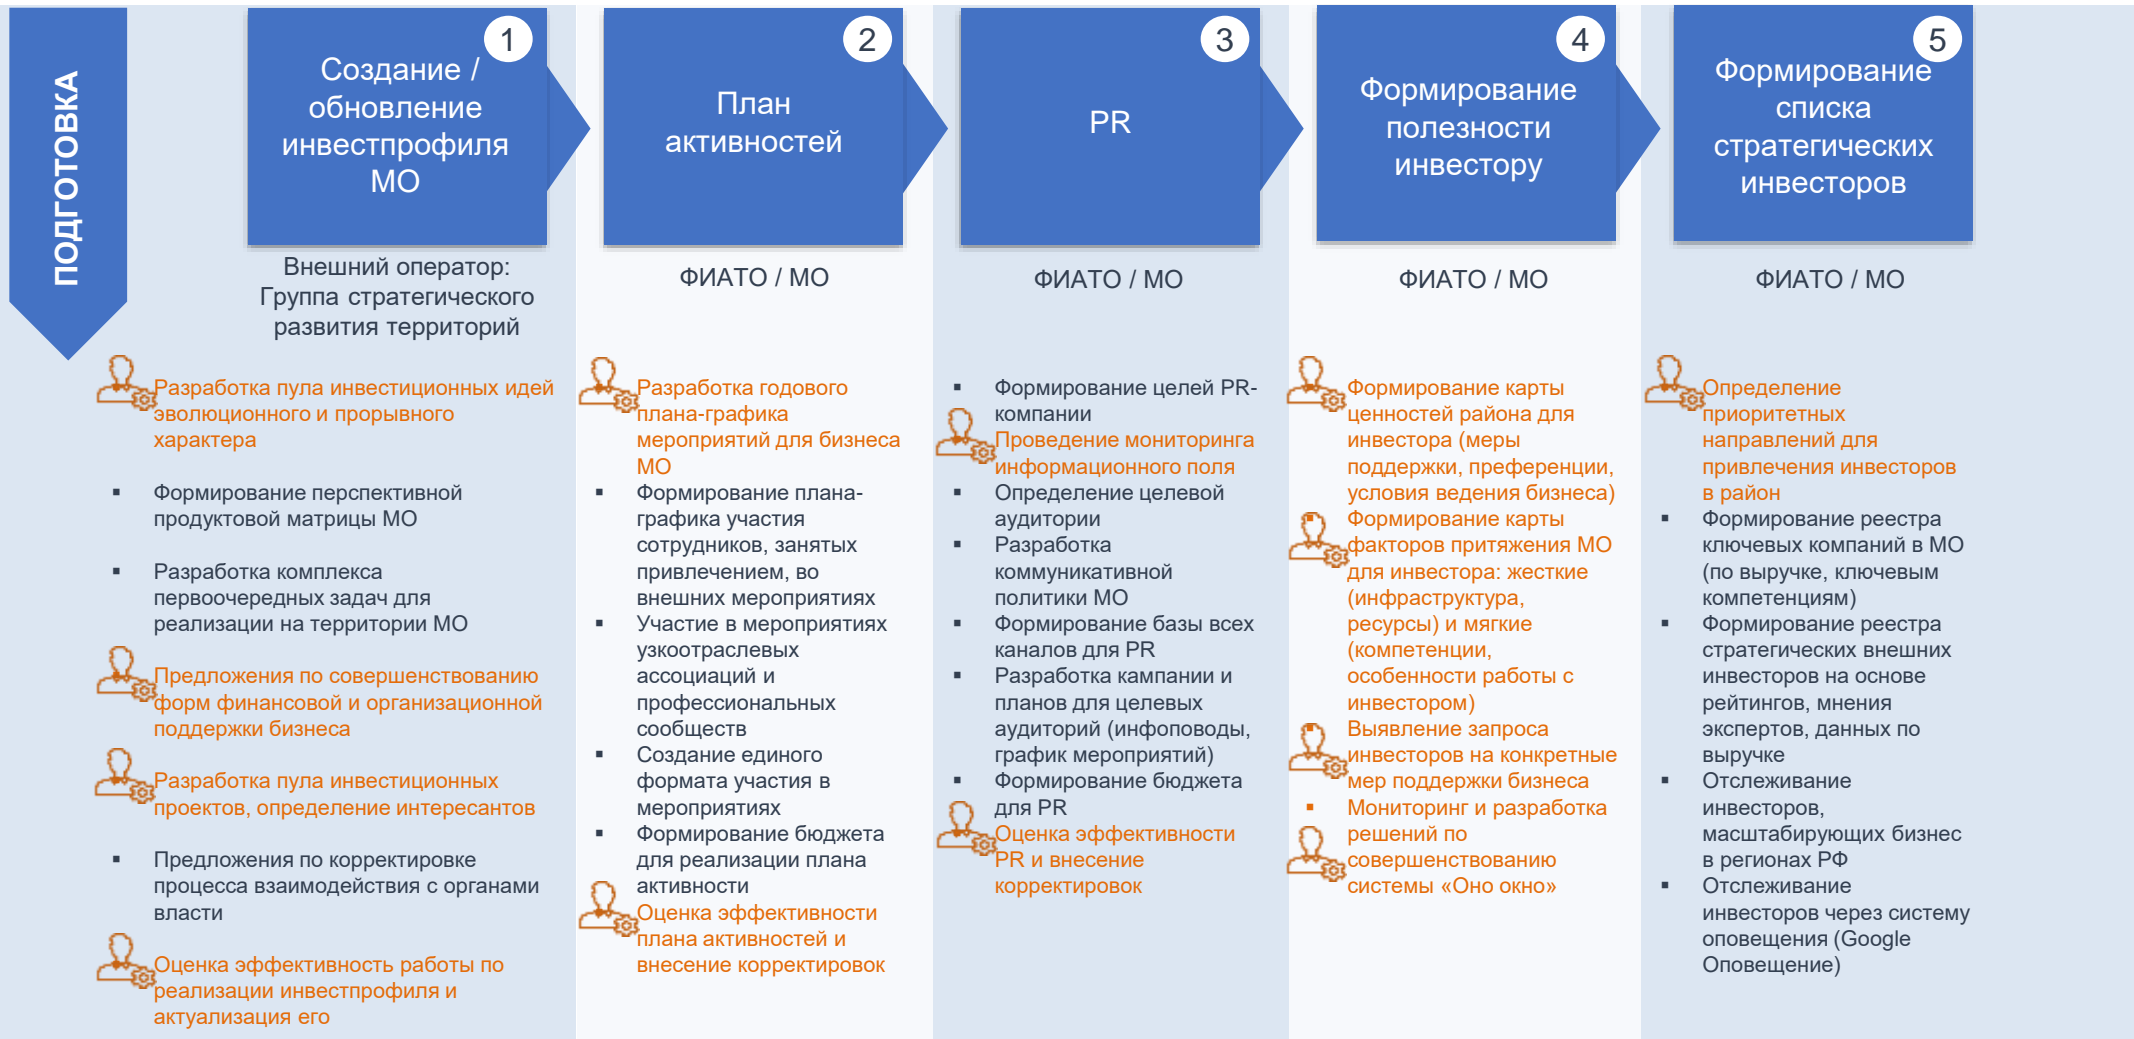 ПОДГОТОВКА
1
Создание /
обновление
инвестпрофиля
МО
Внешний оператор:
Группа стратегического
развития территорий
Разработка пула инвестиционных идей
эволюционного и прорывного
характера
▪ Формирование перспективной
продуктовой матрицы МО
▪ Разработка комплекса
первоочередных задач для
реализации на территории МО
Предложения по совершенствованию
форм финансовой и организационной
поддержки бизнеса
Разработка пула инвестиционных
проектов, определение интересантов
▪ Предложения по корректировке
процесса взаимодействия с органами
власти
Оценка эффективность работы по
реализации инвестпрофиля и
актуализация его
2
План
активностей
ФИАТО / МО
Разработка годового
плана-графика
мероприятий для бизнеса
МО
▪ Формирование плана-
графика участия
сотрудников, занятых
привлечением, во
внешних мероприятиях
▪ Участие в мероприятиях
узкоотраслевых
ассоциаций и
профессиональных
сообществ
▪ Создание единого
формата участия в
мероприятиях
▪ Формирование бюджета
для реализации плана
активности
Оценка эффективности
плана активностей и
внесение корректировок
3
PR
ФИАТО / МО
▪ Формирование целей PR-
компании
Проведение мониторинга
информационного поля
▪ Определение целевой
аудитории
▪ Разработка
коммуникативной
политики МО
▪ Формирование базы всех
каналов для PR
▪ Разработка кампании и
планов для целевых
аудиторий (инфоповоды,
график мероприятий)
▪ Формирование бюджета
для PR
Оценка эффективности
PR и внесение
корректировок
4
Формирование
полезности
инвестору
ФИАТО / МО
Формирование карты
ценностей района для
инвестора (меры
поддержки, преференции,
условия ведения бизнеса)
▪ Формирование карты
факторов притяжения МО
для инвестора: жесткие
(инфраструктура,
ресурсы) и мягкие
(компетенции,
особенности работы с
инвестором)
▪ Выявление запроса
инвесторов на конкретные
мер поддержки бизнеса
▪ Мониторинг и разработка
решений по
совершенствованию
системы «Оно окно»
5
Формирование
списка
стратегических
инвесторов
ФИАТО / МО
Определение
приоритетных
направлений для
привлечения инвесторов
в район
▪ Формирование реестра
ключевых компаний в МО
(по выручке, ключевым
компетенциям)
▪ Формирование реестра
стратегических внешних
инвесторов на основе
рейтингов, мнения
экспертов, данных по
выручке
▪ Отслеживание
инвесторов,
масштабирующих бизнес
в регионах РФ
▪ Отслеживание
инвесторов через систему
оповещения (Google
Оповещение)